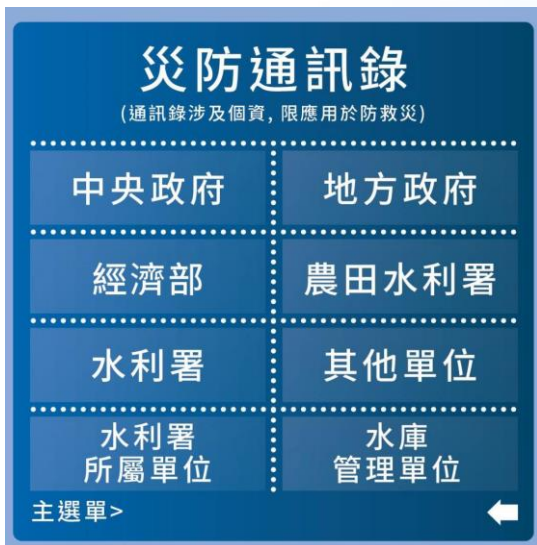 災防通訊錄
(通訊錄涉及個資, 限應用於防救災)
中央政府
地方政府
經濟部
農田水利署
水利署
其他單位
水利署
所屬單位
水庫
管理單位
主選單>